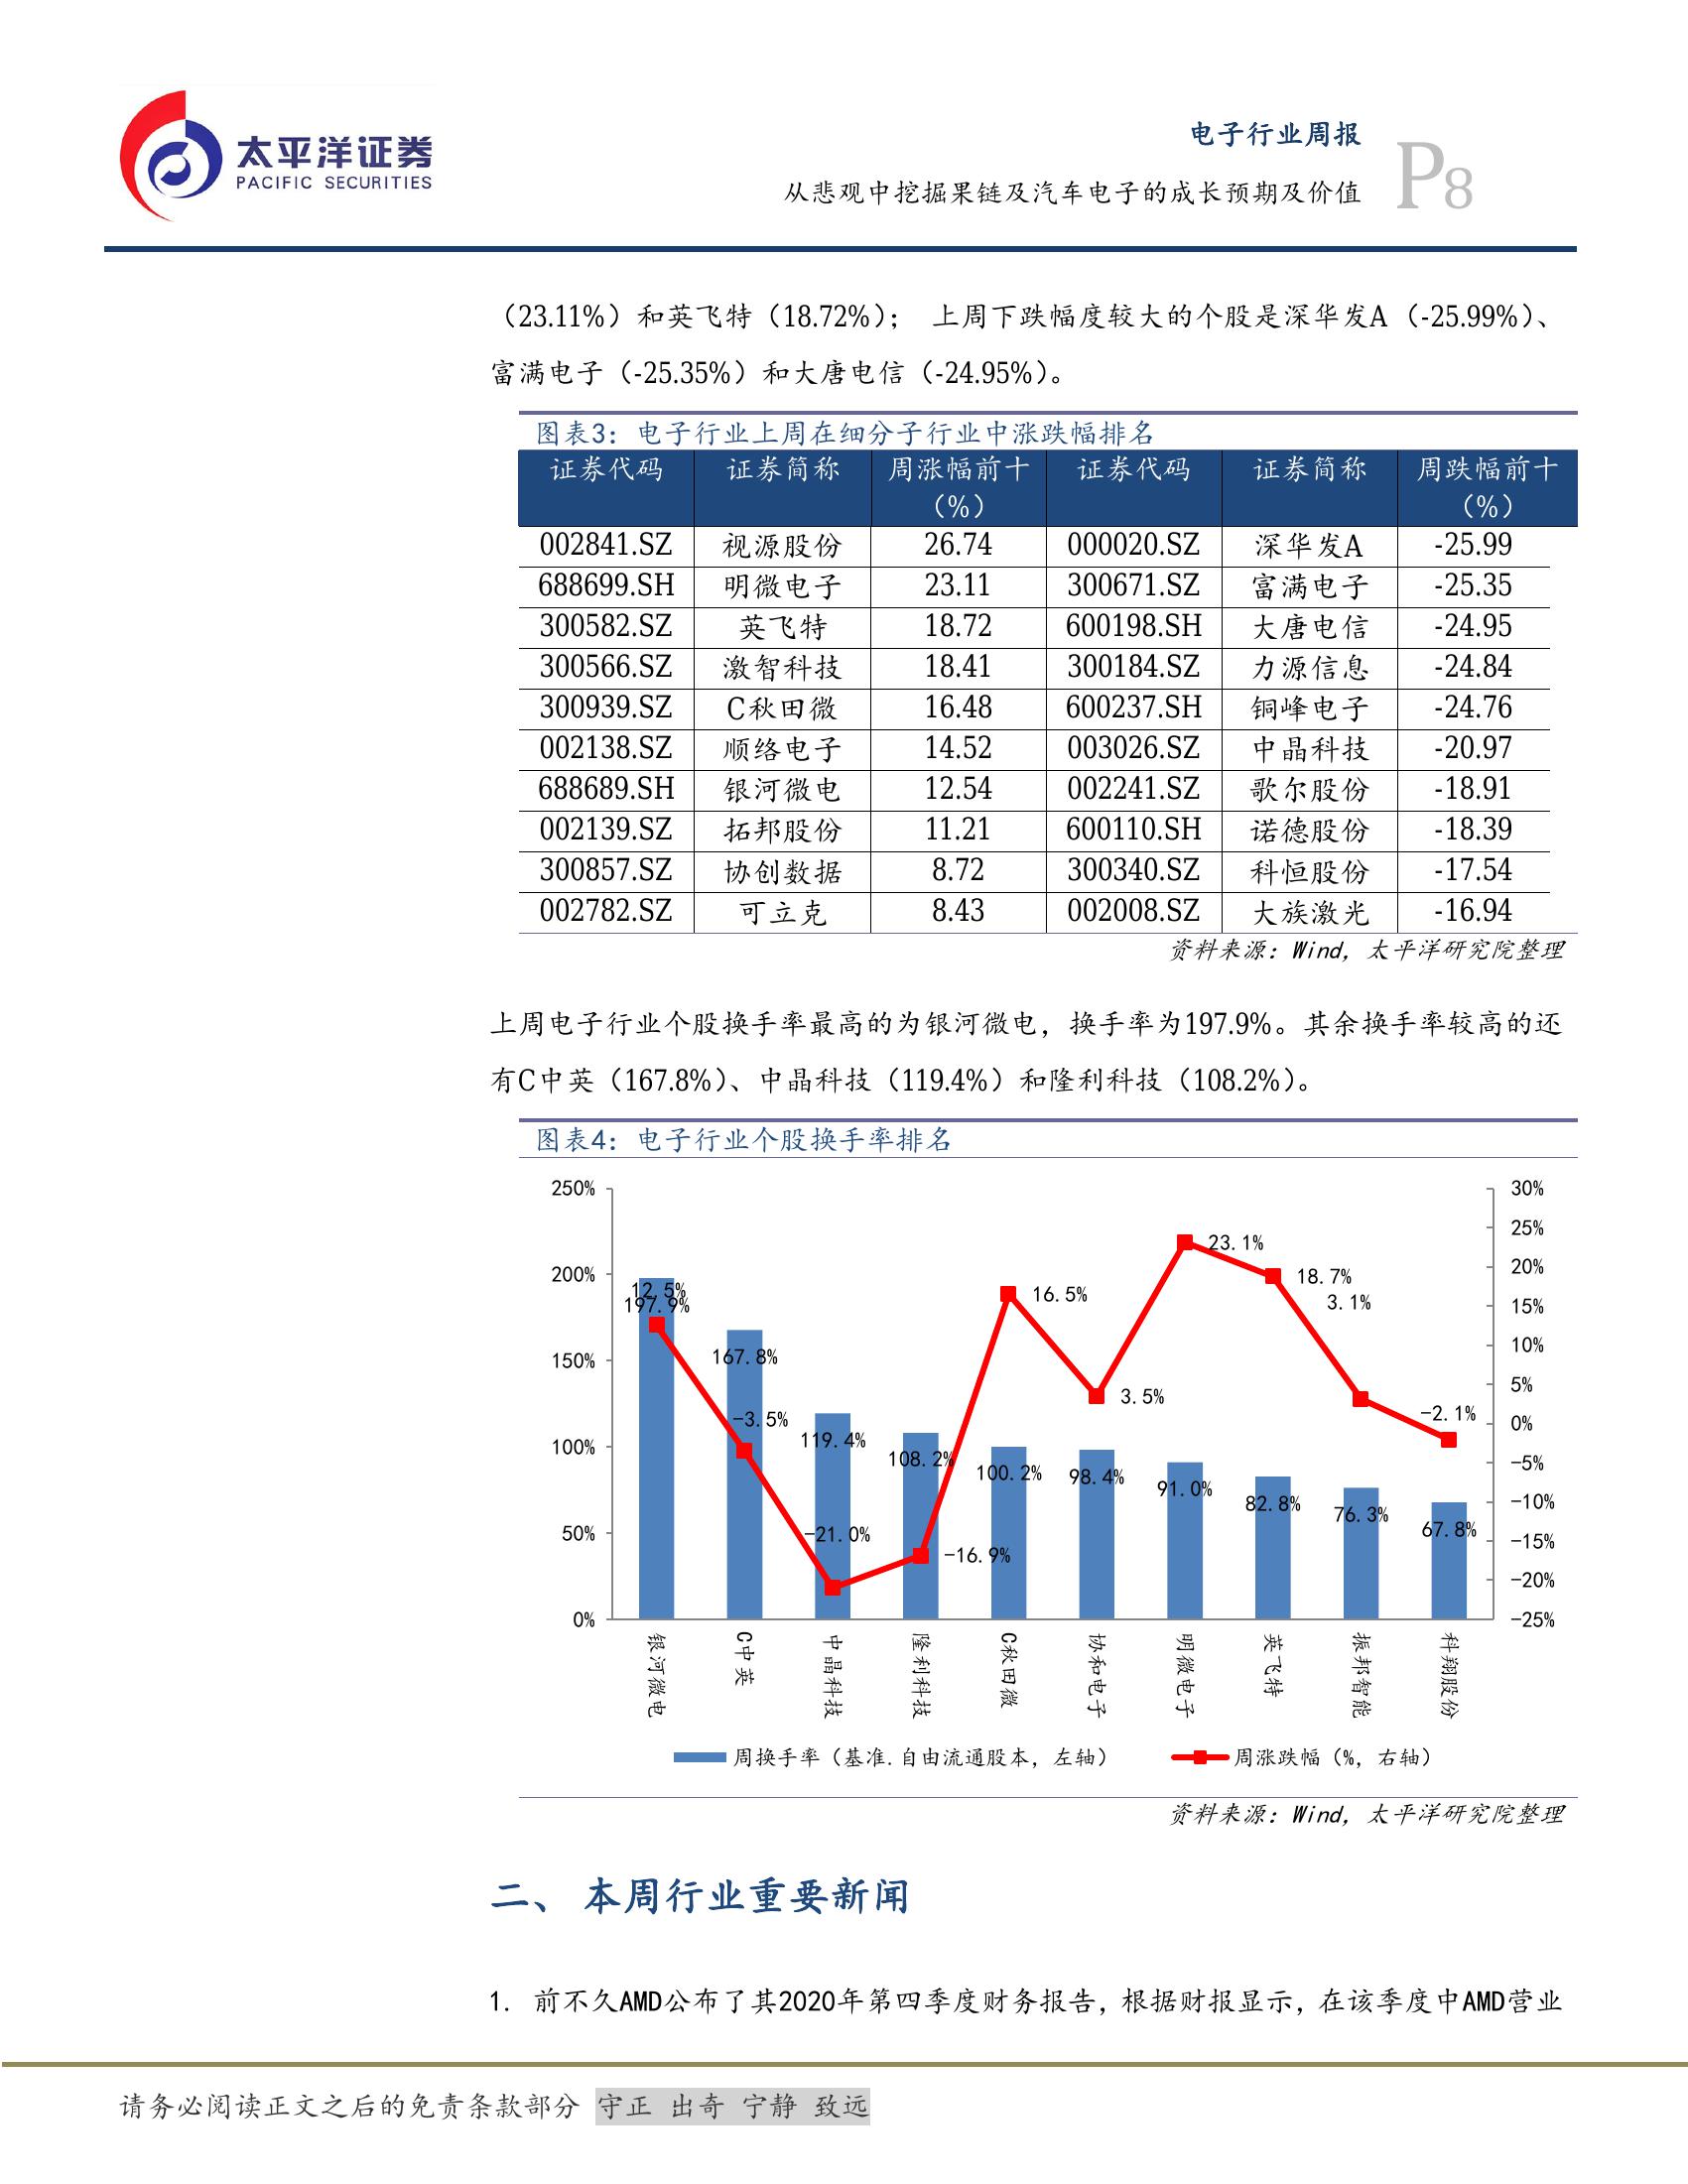 太平洋证券
PACIFIC SECURITIES
电子行业周报
从悲观中挖掘果链及汽车电子的成长预期及价值
P8
（23.11%）和英飞特（18.72%）； 上周下跌幅度较大的个股是深华发A（-25.99%）、
富满电子（-25.35%）和大唐电信（-24.95%）。
图表3：电子行业上周在细分子行业中涨跌幅排名
证券代码 证券简称 周涨幅前十（%） 证券代码 证券简称 周跌幅前十（%）
002841.SZ 视源股份 26.74 000020.SZ 深华发A -25.99
688699.SH 明微电子 23.11 300671.SZ 富满电子 -25.35
300582.SZ 英飞特 18.72 600198.SH 大唐电信 -24.95
300566.SZ 激智科技 18.41 300184.SZ 力源信息 -24.84
300939.SZ C秋田微 16.48 600237.SH 铜峰电子 -24.76
002138.SZ 顺络电子 14.52 003026.SZ 中晶科技 -20.97
688689.SH 银河微电 12.54 002241.SZ 歌尔股份 -18.91
002139.SZ 拓邦股份 11.21 600110.SH 诺德股份 -18.39
300857.SZ 协创数据 8.72 300340.SZ 科恒股份 -17.54
002782.SZ 可立克 8.43 002008.SZ 大族激光 -16.94
资料来源：Wind，太平洋研究院整理
上周电子行业个股换手率最高的为银河微电，换手率为197.9%。其余换手率较高的还
有C中英（167.8%）、中晶科技（119.4%）和隆利科技（108.2%）。
图表4：电子行业个股换手率排名
250%
200%
150%
100%
50%
0%
30%
25%
20%
15%
10%
5%
0%
-5%
-10%
-15%
-20%
-25%
197.9%
167.8%
119.4%
108.2%
100.2%
98.4%
91.0%
82.8%
76.3%
67.8%
12.5%
-3.5%
-21.0%
-16.9%
16.5%
3.5%
23.1%
18.7%
3.1%
-2.1%
银河微电
C中英
中晶科技
隆利科技
C秋田微
协和电子
明微电子
英飞特
振邦智能
科翔股份
周换手率（基准.自由流通股本，左轴）
周涨跌幅（%，右轴）
资料来源：Wind，太平洋研究院整理
二、 本周行业重要新闻
1. 前不久AMD公布了其2020年第四季度财务报告，根据财报显示，在该季度中AMD营业
请务必阅读正文之后的免责条款部分 守正 出奇 宁静 致远